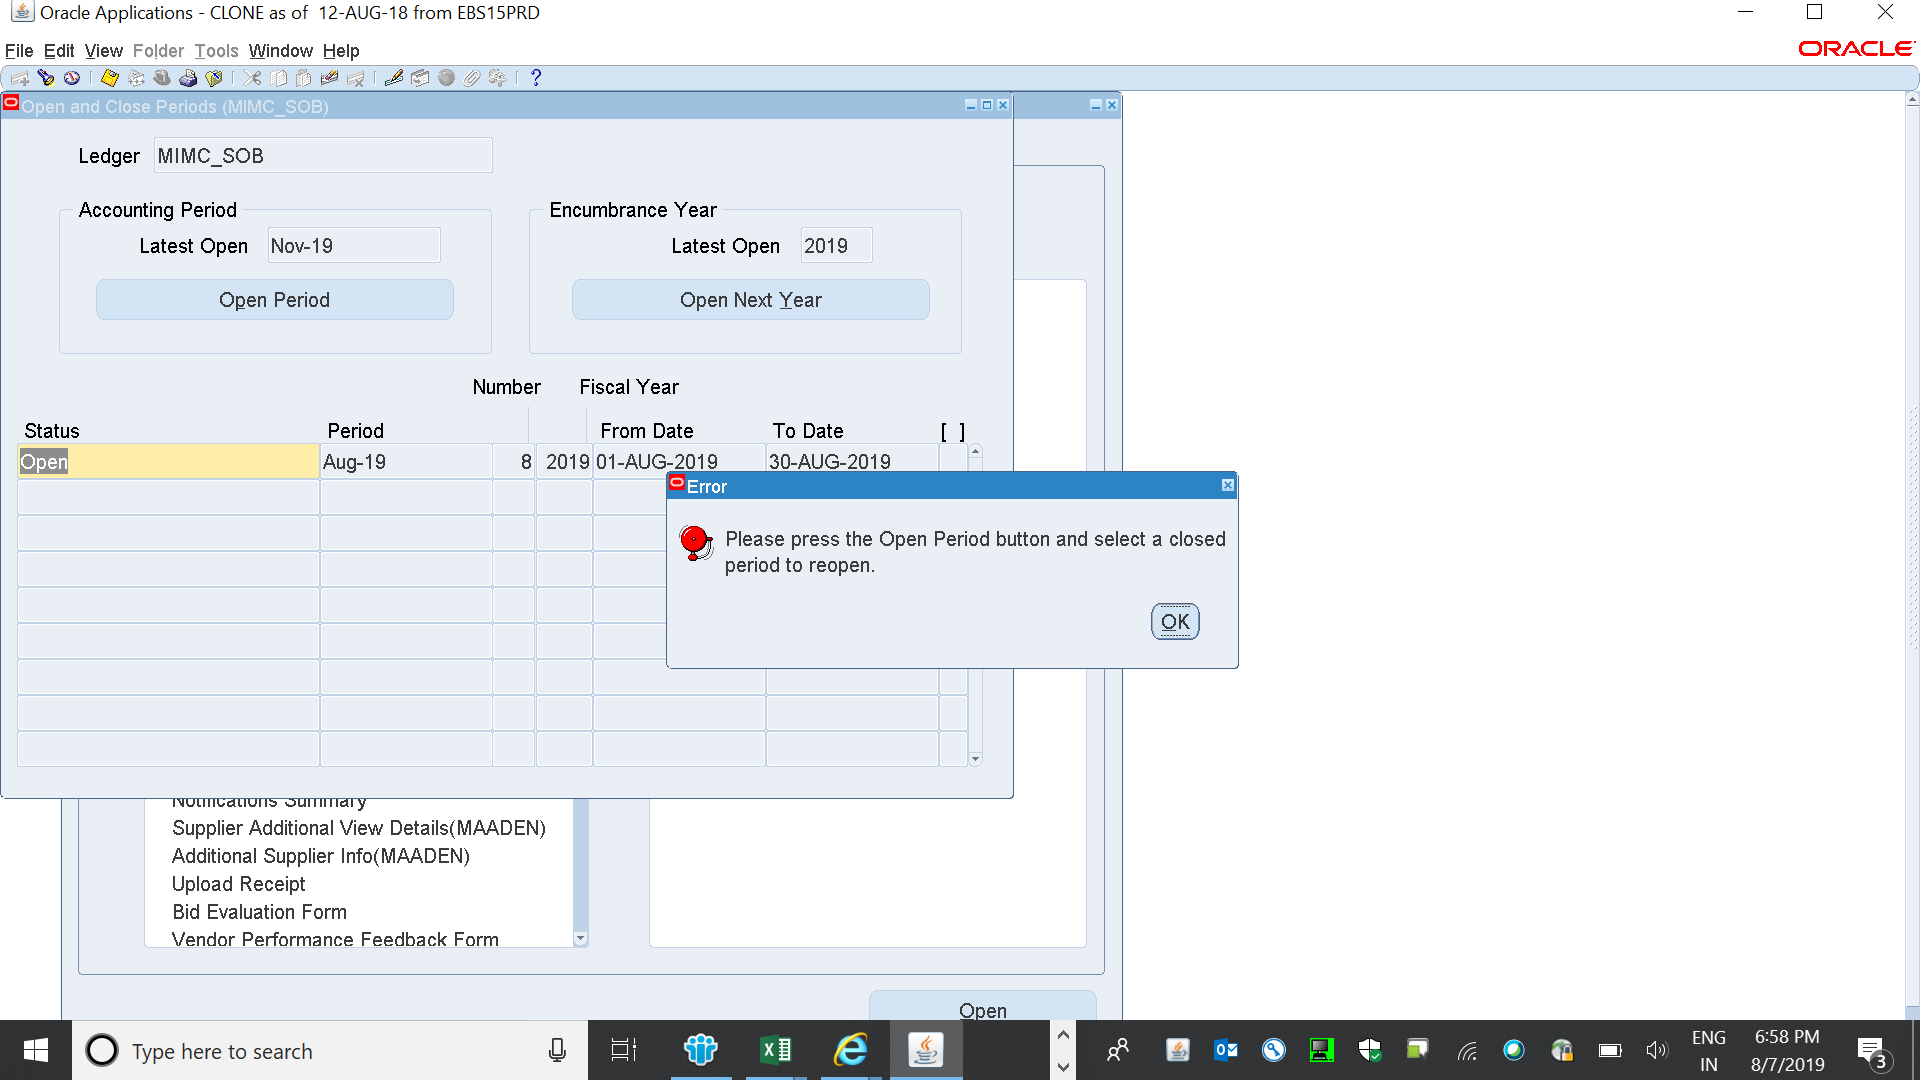 Oracle Applications - CLONE as of  12-AUG-18 from EBS15PRD
File Edit View Folder Tools Window Help
ORACLE
Open and Close Periods (MIMC_SOB)
Ledger MIMC_SOB
Accounting Period
Encumbrance Year
Latest Open Nov-19
Latest Open 2019
Open Period
Open Next Year
Number Fiscal Year
Status Period From Date To Date [ ]
Open Aug-19 8 2019 01-AUG-2019 30-AUG-2019
Error
Please press the Open Period button and select a closed
period to reopen.
OK
Notifications Summary
Supplier Additional View Details(MAADEN)
Additional Supplier Info(MAADEN)
Upload Receipt
Bid Evaluation Form
Vendor Performance Feedback Form
Open
Type here to search
ENG
IN
6:58 PM
8/7/2019
3